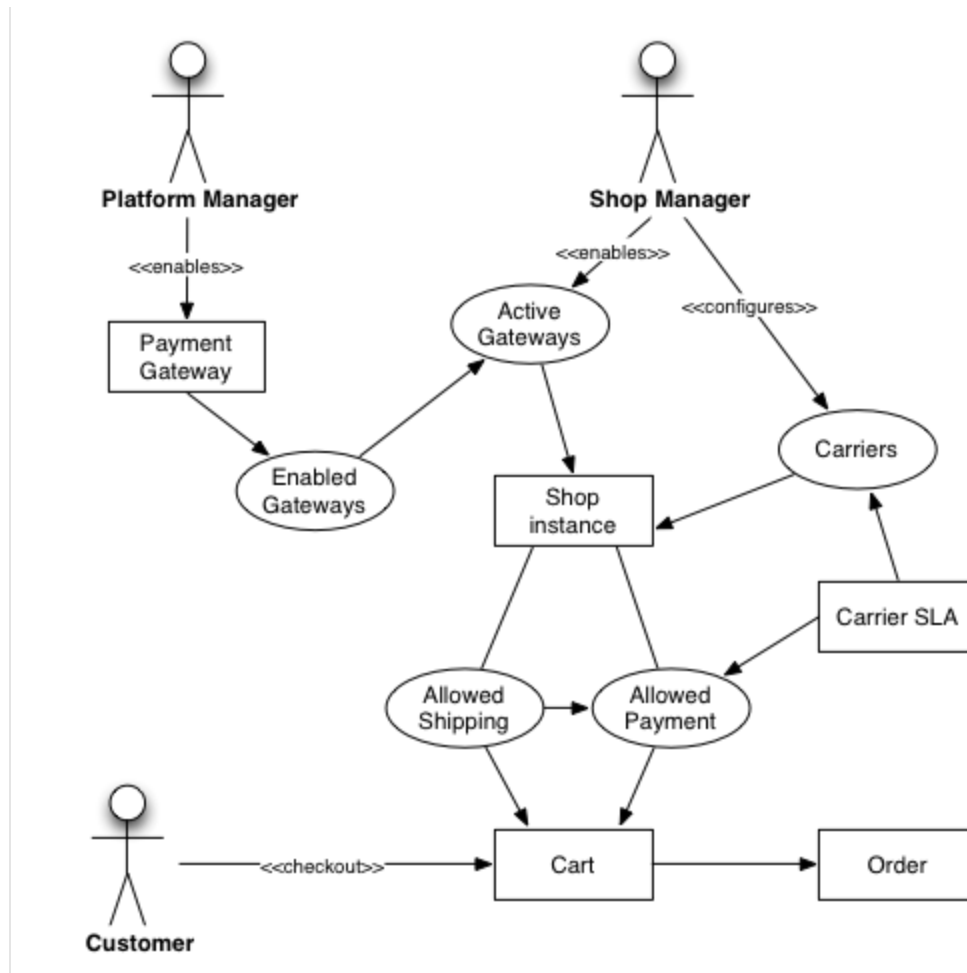 Platform Manager
Shop Manager
<<enables>>
<<enables>>
<<configures>>
Payment
Gateway
Active
Gateways
Enabled
Gateways
Carriers
Shop
instance
Carrier SLA
Allowed
Shipping
Allowed
Payment
<<checkout>>
Cart
Order
Customer